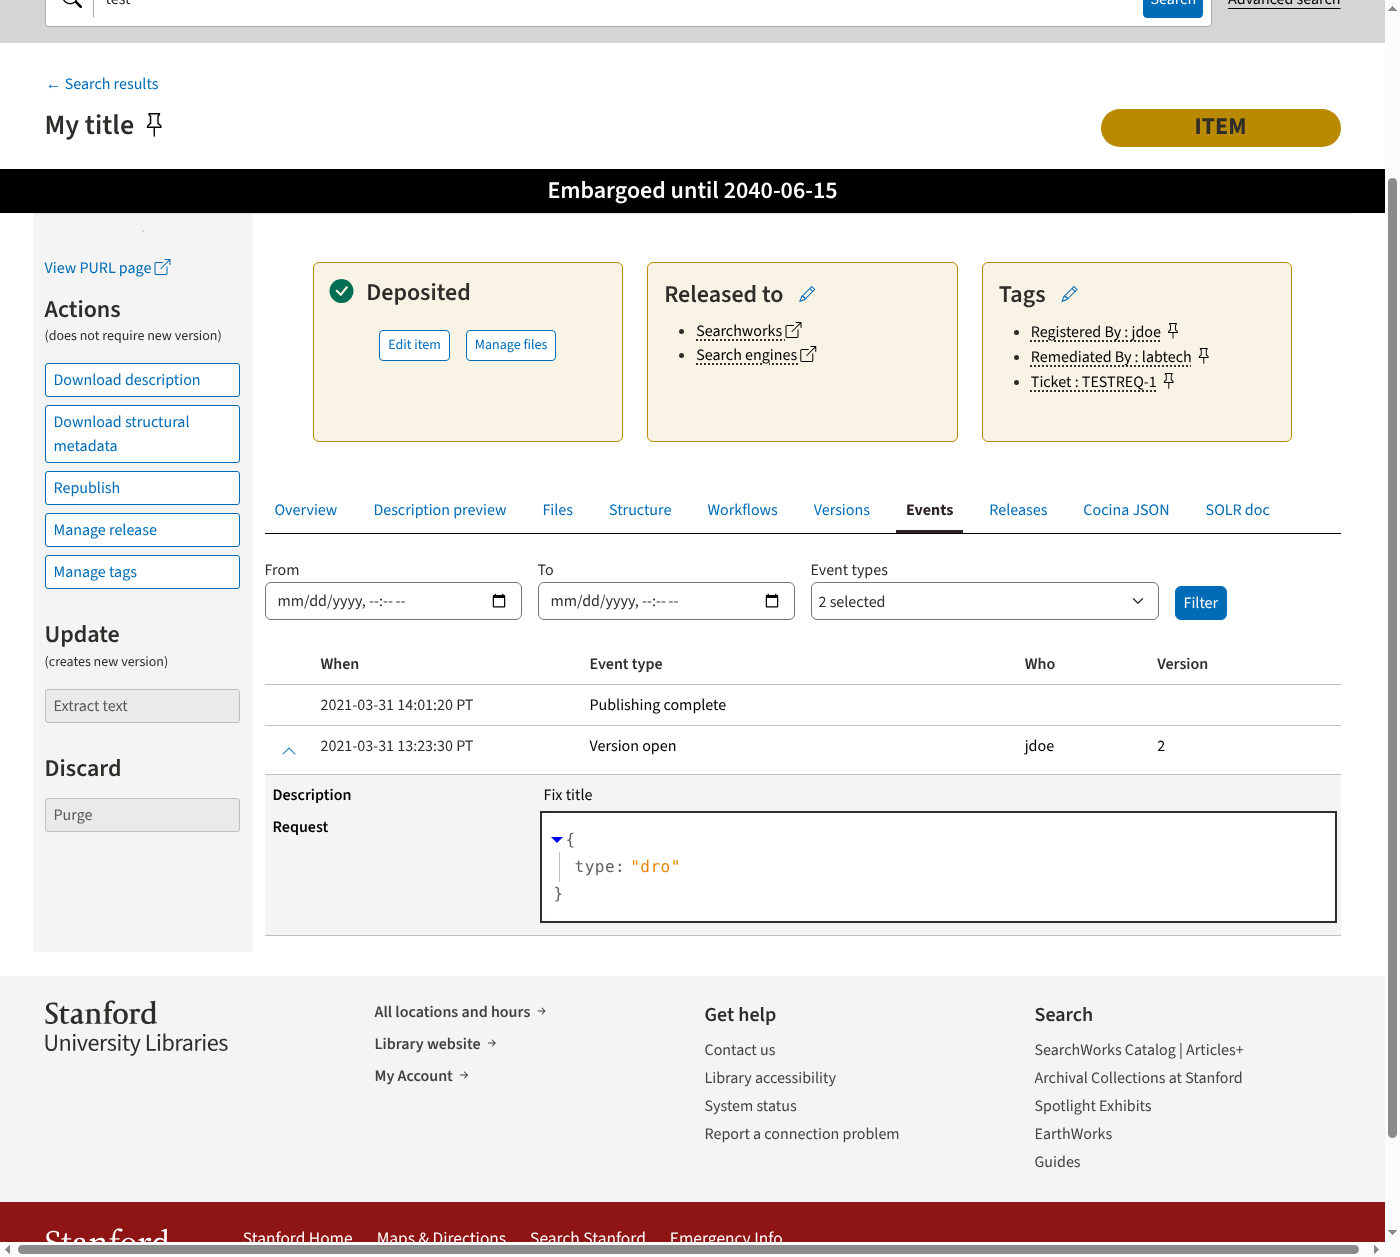 test
Search
Advanced search
← Search results
My title
ITEM
Embargoed until 2040-06-15
View PURL page
Actions
(does not require new version)
Download description
Download structural
metadata
Republish
Manage release
Manage tags
Update
(creates new version)
Extract text
Discard
Purge
Deposited
Edit item
Manage files
Released to
• Searchworks
• Search engines
Tags
• Registered By : jdoe
• Remediated By : labtech
• Ticket : TESTREQ-1
Overview Description preview Files Structure Workflows Versions Events Releases Cocina JSON SOLR doc
From To Event types
mm/dd/yyyy, --:-- -- mm/dd/yyyy, --:-- -- 2 selected Filter
When Event type Who Version
2021-03-31 14:01:20 PT Publishing complete
2021-03-31 13:23:30 PT Version open jdoe 2
Description Fix title
Request
{
type: "dro"
}
Stanford
University Libraries
All locations and hours →
Library website →
My Account →
Get help
Contact us
Library accessibility
System status
Report a connection problem
Search
SearchWorks Catalog | Articles+
Archival Collections at Stanford
Spotlight Exhibits
EarthWorks
Guides
Stanford
Stanford Home Maps & Directions Search Stanford Emergency Info